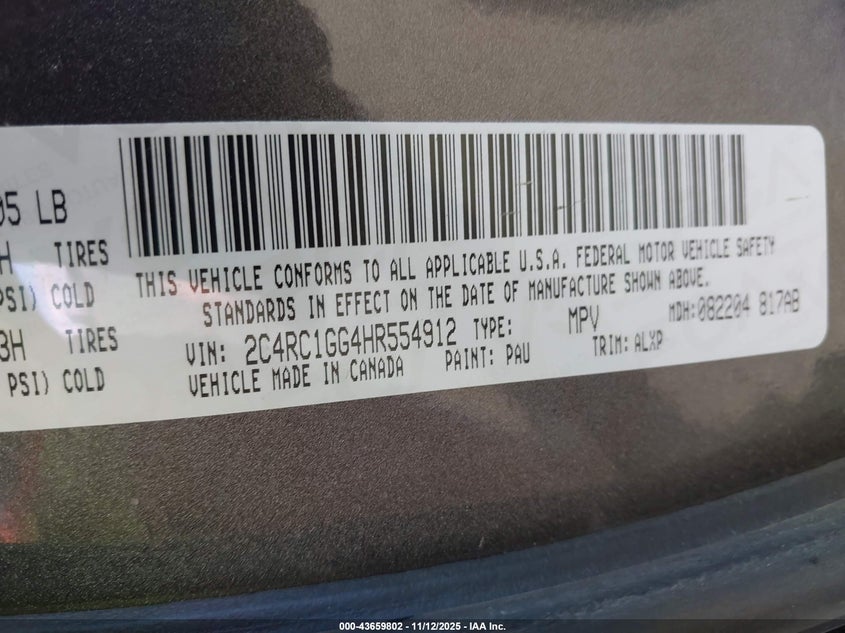 05 LB
H TIRES
PSI) COLD
3H TIRES
PSI) COLD
THIS VEHICLE CONFORMS TO ALL APPLICABLE U.S.A. FEDERAL MOTOR VEHICLE SAFETY
STANDARDS IN EFFECT ON THE DATE OF MANUFACTURE SHOWN ABOVE.
VIN: 2C4RC1GG4HR554912 TYPE: MPV MDH:082204 817AB
VEHICLE MADE IN CANADA PAINT: PAU TRIM: ALXP
000-43659802 - 11/12/2025 - IAA Inc.